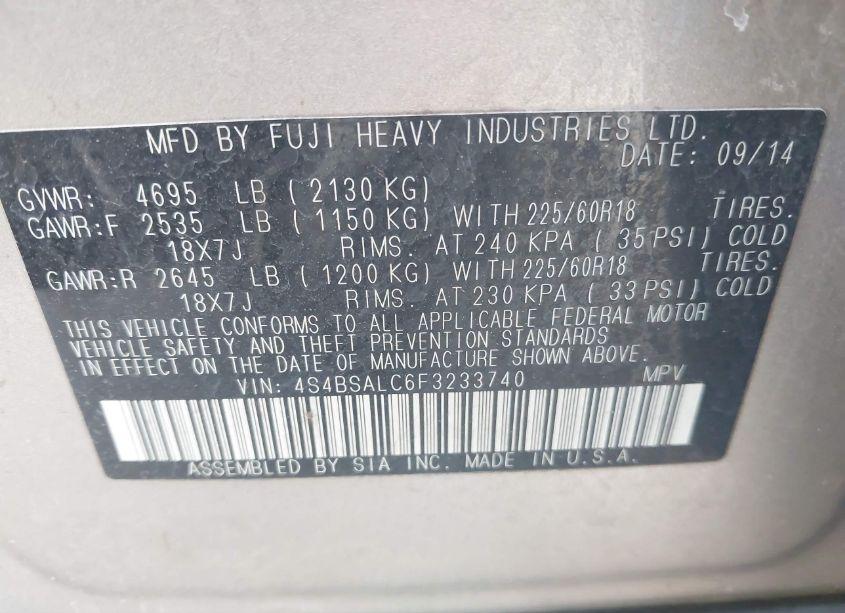 MFD BY FUJI HEAVY INDUSTRIES LTD.
DATE: 09/14
GVWR: 4695 LB ( 2130 KG)
GAWR:F 2535 LB ( 1150 KG) WITH 225/60R18 TIRES.
18X7J RIMS. AT 240 KPA ( 35 PSI) COLD
GAWR:R 2645 LB ( 1200 KG) WITH 225/60R18 TIRES.
18X7J RIMS. AT 230 KPA ( 33 PSI) COLD
THIS VEHICLE CONFORMS TO ALL APPLICABLE FEDERAL MOTOR
VEHICLE SAFETY AND THEFT PREVENTION STANDARDS
IN EFFECT ON THE DATE OF MANUFACTURE SHOWN ABOVE.
VIN: 4S4BSALC6F3233740 MPV
ASSEMBLED BY SIA INC. MADE IN U.S.A.